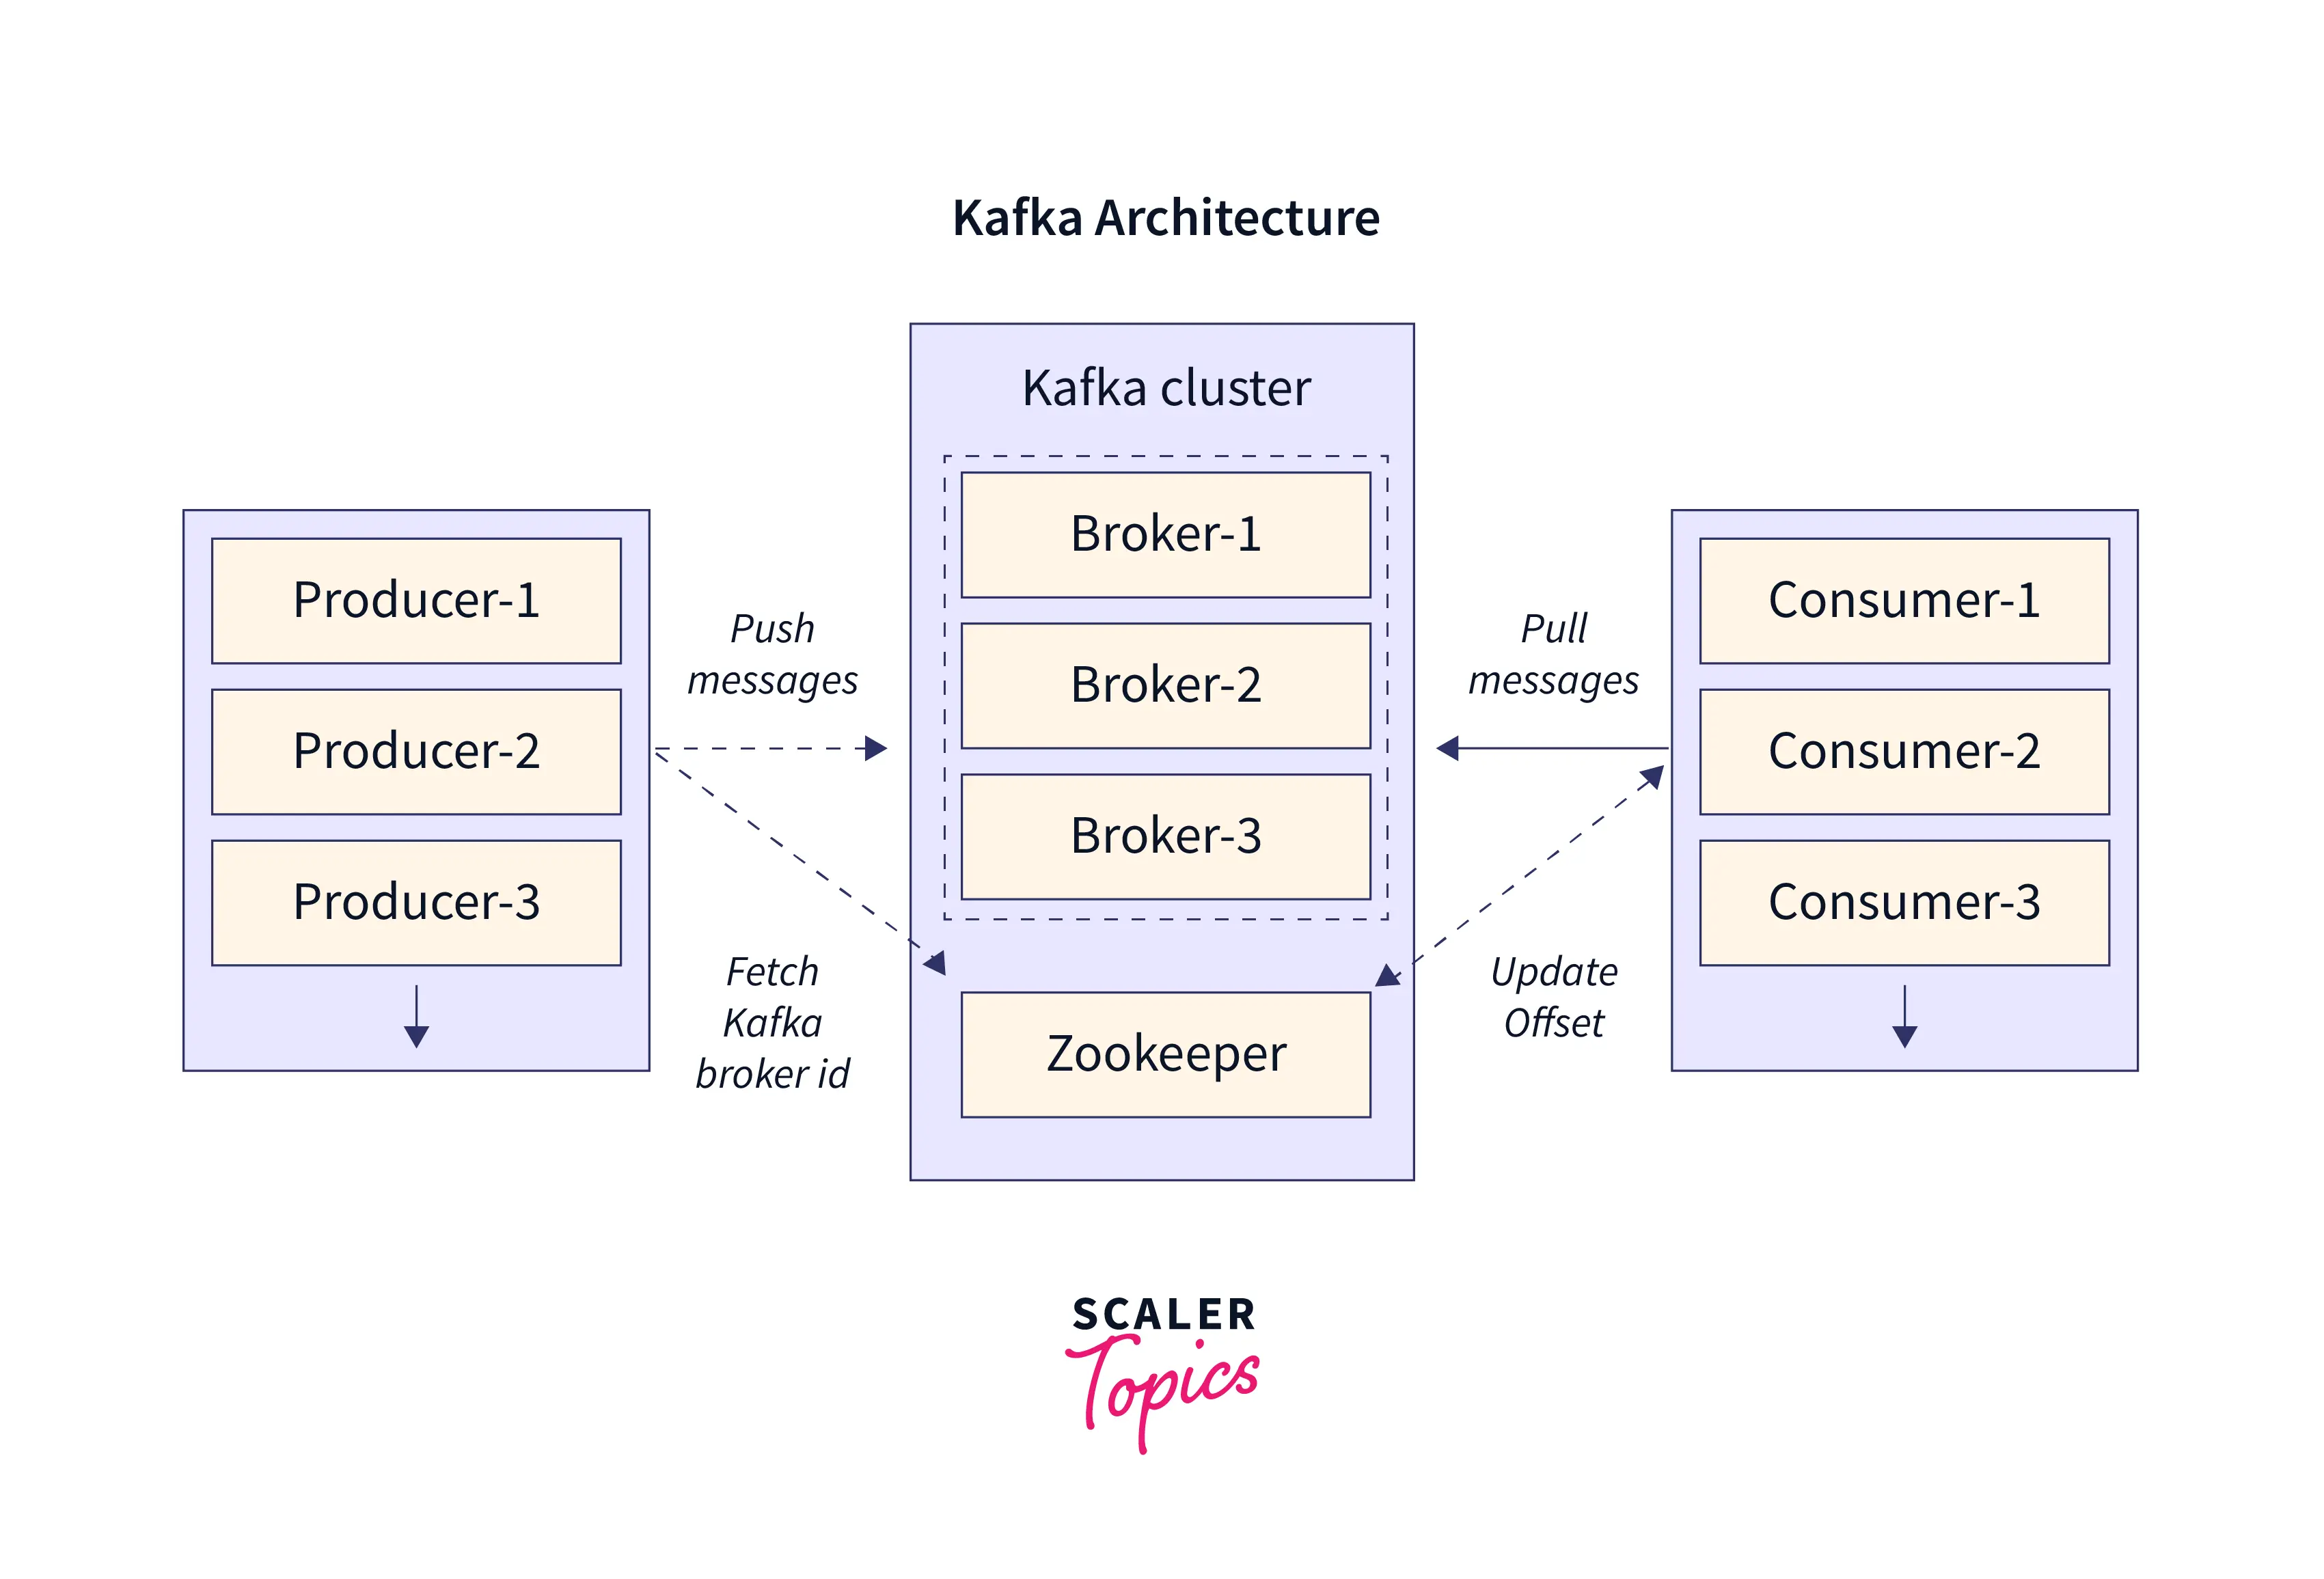 Kafka Architecture
Kafka cluster
Producer-1
Producer-2
Producer-3
Push
messages
Fetch
Kafka
broker id
Broker-1
Broker-2
Broker-3
Zookeeper
Pull
messages
Update
Offset
Consumer-1
Consumer-2
Consumer-3
SCALER
Topics